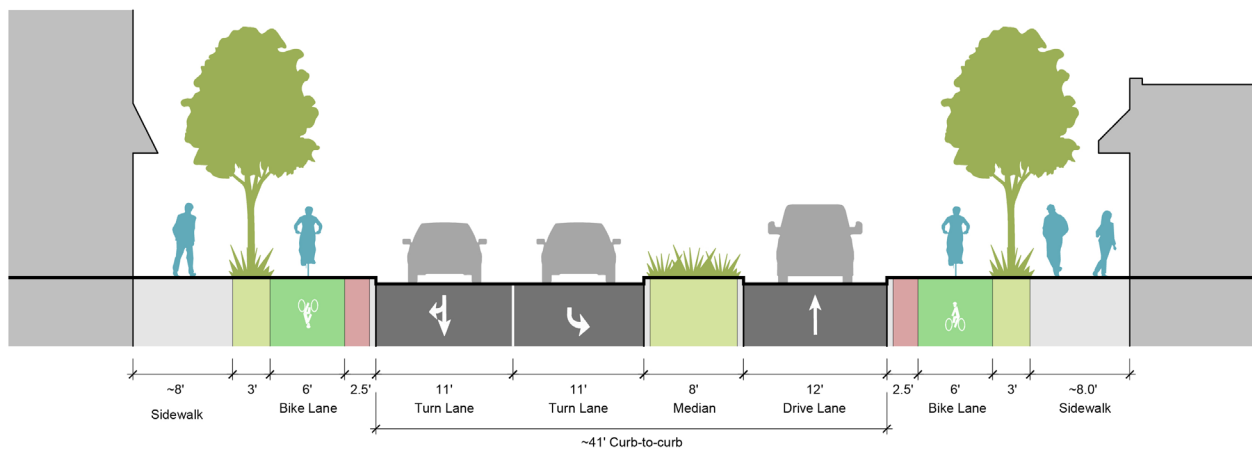 ~8' 3' 6' 2.5' 11' 11' 8' 12' 2.5' 6' 3' ~8.0'
Sidewalk Bike Lane Turn Lane Turn Lane Median Drive Lane Bike Lane Sidewalk
~41' Curb-to-curb